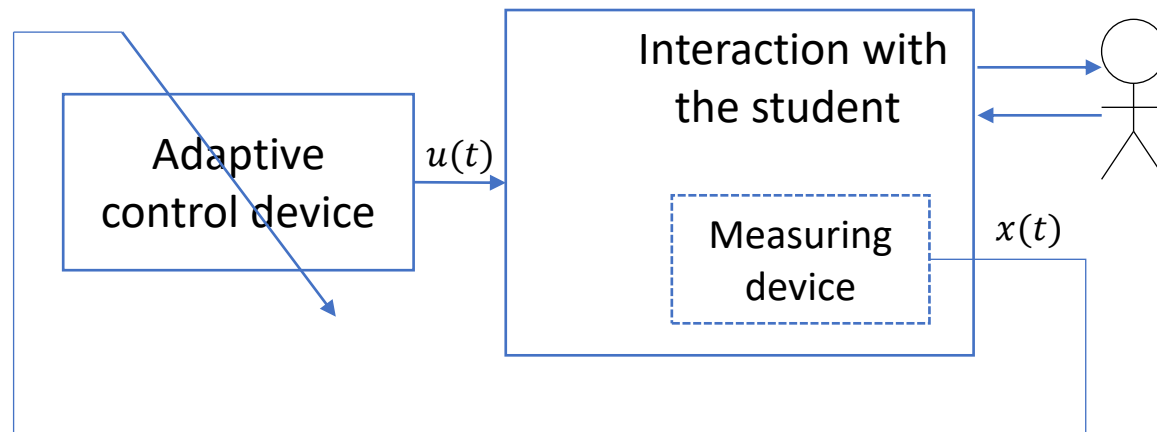 Adaptive
control device
u(t)
Interaction with
the student
Measuring
device
x(t)